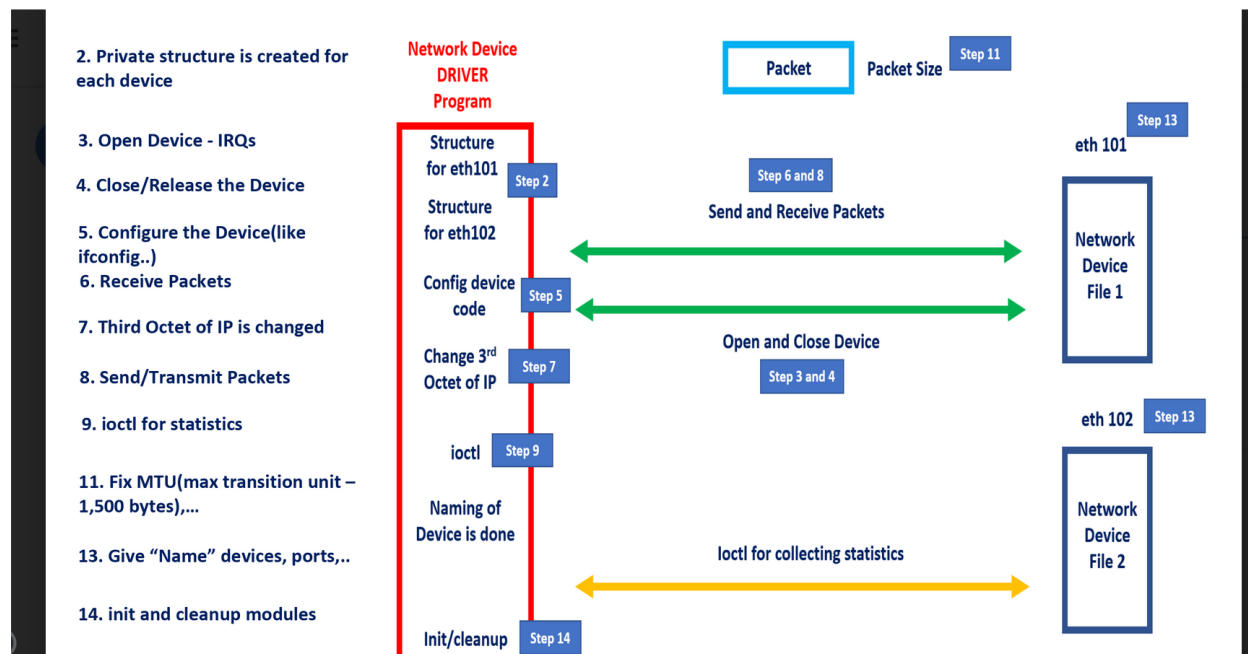 2. Private structure is created for
each device
3. Open Device - IRQs
4. Close/Release the Device
5. Configure the Device(like
ifconfig..)
6. Receive Packets
7. Third Octet of IP is changed
8. Send/Transmit Packets
9. ioctl for statistics
11. Fix MTU(max transition unit –
1,500 bytes),...
13. Give “Name” devices, ports,..
14. init and cleanup modules
Network Device
DRIVER
Program
Structure
for eth101
Step 2
Structure
for eth102
Config device
code
Step 5
Change 3rd
Octet of IP
Step 7
ioctl
Step 9
Naming of
Device is done
Init/cleanup
Step 14
Packet
Packet Size
Step 11
Step 6 and 8
Send and Receive Packets
Open and Close Device
Step 3 and 4
Ioctl for collecting statistics
Step 13
eth 101
Network
Device
File 1
eth 102
Step 13
Network
Device
File 2